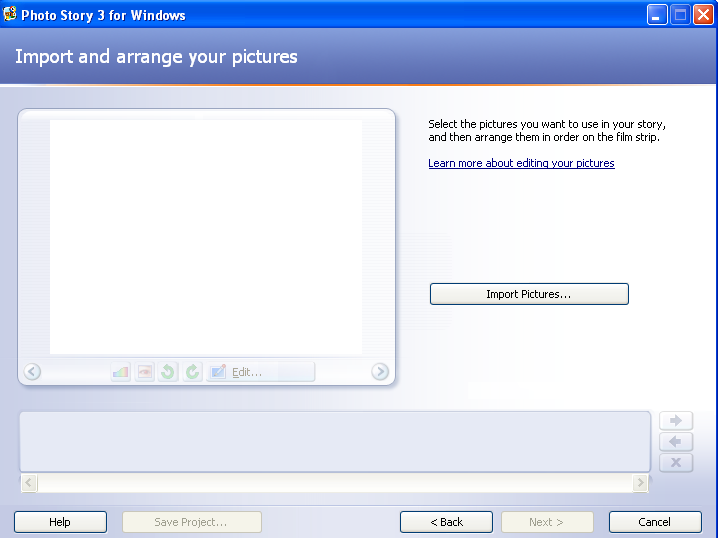 Photo Story 3 for Windows
Import and arrange your pictures
Select the pictures you want to use in your story,
and then arrange them in order on the film strip.
Learn more about editing your pictures
Import Pictures...
Edit...
Help
Save Project...
< Back
Next >
Cancel